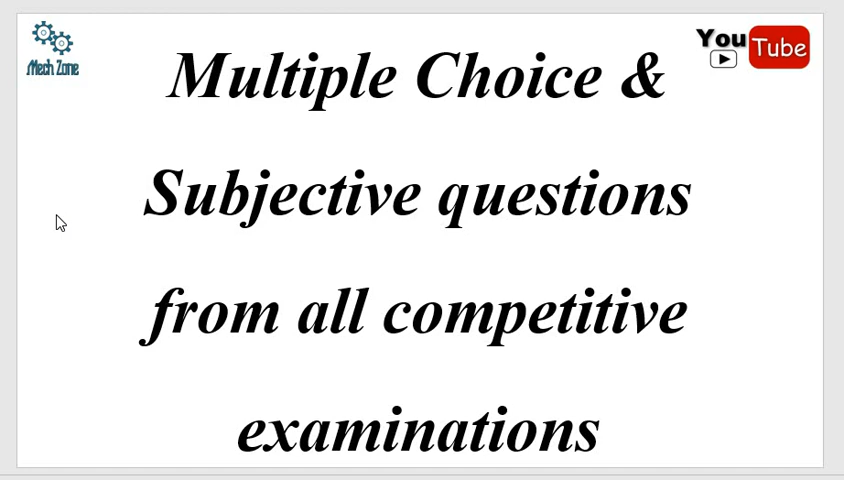 Mech Zone
You Tube
Multiple Choice &
Subjective questions
from all competitive
examinations